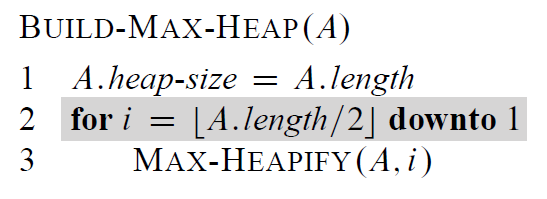 BUILD-MAX-HEAP(A)
1 A.heap-size = A.length
2 for i = ⌊A.length/2⌋ downto 1
3 MAX-HEAPIFY(A, i)